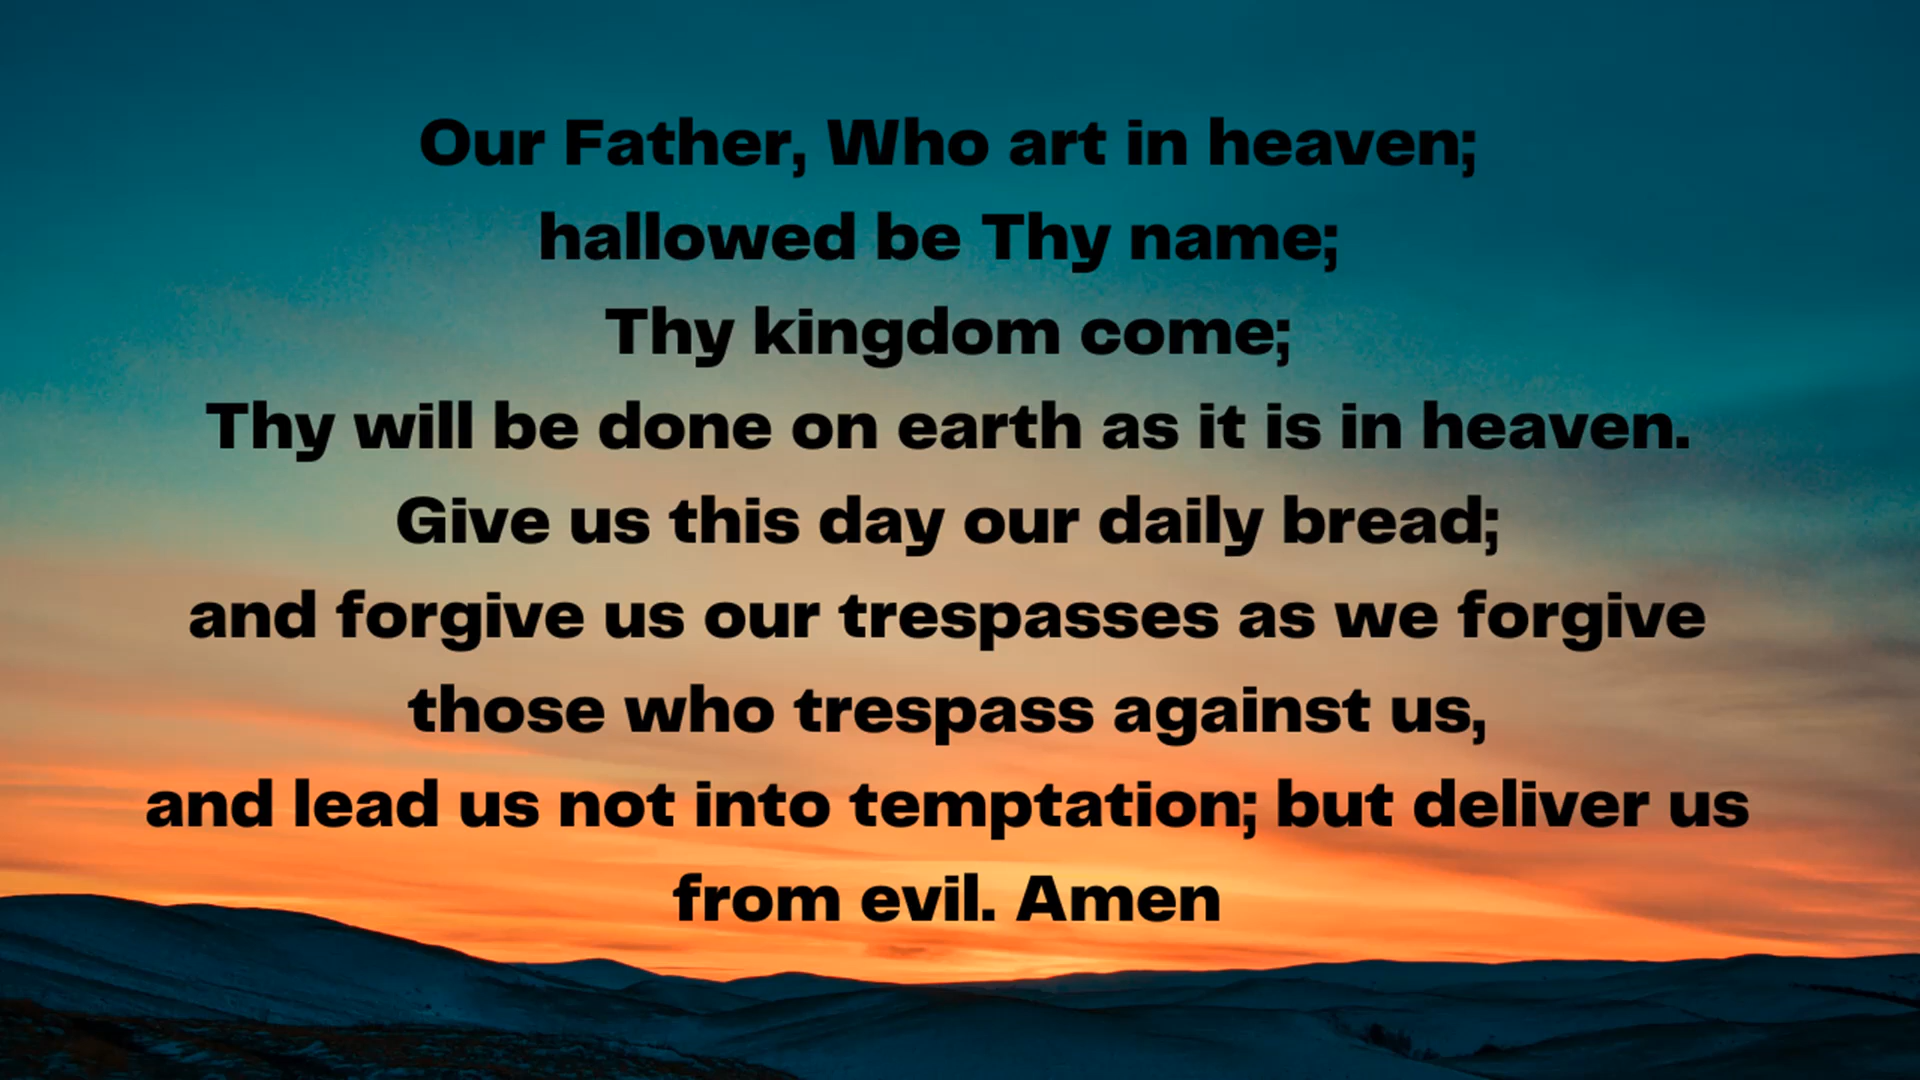 Our Father, Who art in heaven;
hallowed be Thy name;
Thy kingdom come;
Thy will be done on earth as it is in heaven.
Give us this day our daily bread;
and forgive us our trespasses as we forgive
those who trespass against us,
and lead us not into temptation; but deliver us
from evil. Amen